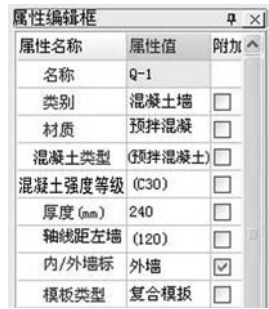 属性编辑框
属性名称 属性值 附加
名称 Q-1
类别 混凝土墙
材质 预拌混凝
混凝土类型 (预拌混凝土)
混凝土强度等级 (C30)
厚度(mm) 240
轴线距左墙 (120)
内/外墙标 外墙
模板类型 复合模扳